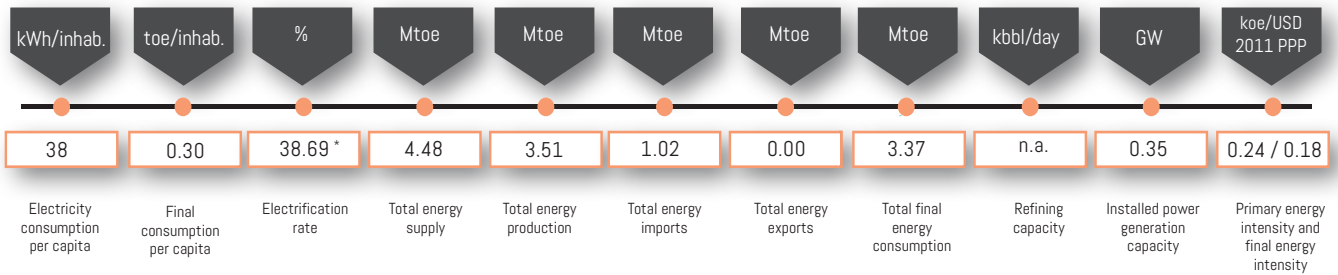 kWh/inhab.
toe/inhab.
%
Mtoe
Mtoe
Mtoe
Mtoe
Mtoe
kbbl/day
GW
koe/USD
2011 PPP
38
0.30
38.69 *
4.48
3.51
1.02
0.00
3.37
n.a.
0.35
0.24 / 0.18
Electricity
consumption
per capita
Final
consumption
per capita
Electrification
rate
Total energy
supply
Total energy
production
Total energy
imports
Total energy
exports
Total final
energy
consumption
Refining
capacity
Installed power
generation
capacity
Primary energy
intensity and
final energy
intensity